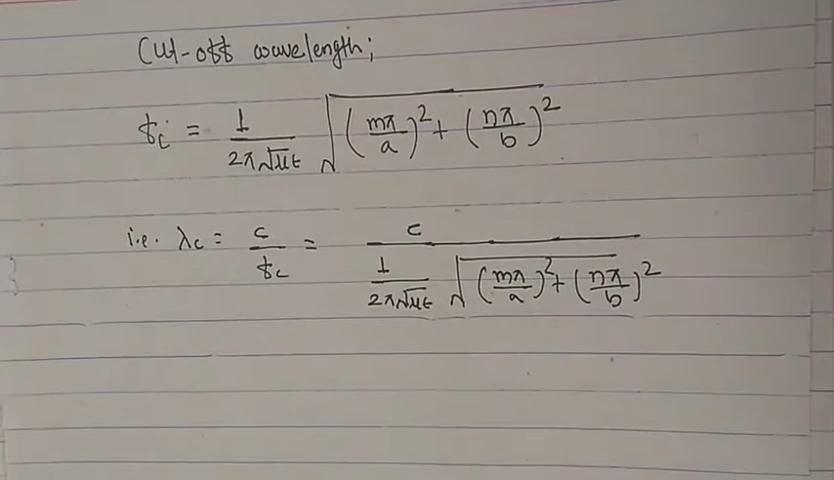 Cut-off wavelength;
fc = 1/(2π√με) √((mπ/a)² + (nπ/b)²)
i.e. λc = c/fc = c/(1/(2π√με) √((mπ/a)² + (nπ/b)²))